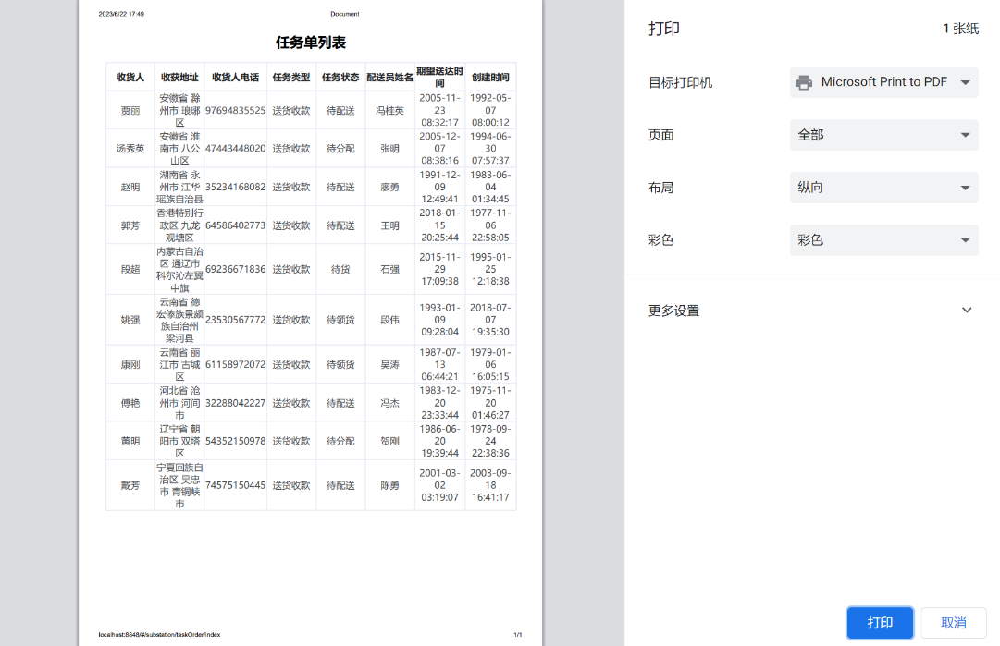 2023/6/22 17:49 Document
任务单列表
收货人 收获地址 收货人电话 任务类型 任务状态 配送员姓名 期望送达时间 创建时间
贾丽 安徽省 滁州市 琅琊区 97694835525 送货收款 待配送 冯桂英 2005-11-23 08:32:17 1992-05-07 08:00:12
汤秀英 安徽省 淮南市 八公山区 47443448020 送货收款 待分配 张明 2005-12-07 08:38:16 1994-06-30 07:57:37
赵明 湖南省 永州市 江华瑶族自治县 35234168082 送货收款 待配送 廖勇 1991-12-09 12:49:41 1983-06-04 01:34:45
郭芳 香港特别行政区 九龙 观塘区 64586402773 送货收款 待配送 王明 2018-01-15 20:25:44 1977-11-06 22:58:05
段超 内蒙古自治区 通辽市 科尔沁左翼中旗 69236671836 送货收款 待货 石强 2015-11-29 17:09:38 1995-01-25 12:18:38
姚强 云南省 德宏傣族景颇族自治州 梁河县 23530567772 送货收款 待领货 段伟 1993-01-09 09:28:04 2018-07-07 19:35:30
康刚 云南省 丽江市 古城区 61158972072 送货收款 待领货 吴涛 1987-07-13 06:44:21 1979-01-06 16:05:15
傅艳 河北省 沧州市 河间市 32288042227 送货收款 待配送 冯杰 1983-12-20 23:33:44 1975-11-20 01:46:27
黄明 辽宁省 朝阳市 双塔区 54352150978 送货收款 待分配 贺刚 1986-06-20 19:39:44 1978-09-24 22:38:36
戴芳 宁夏回族自治区 吴忠市 青铜峡市 74575150445 送货收款 待配送 陈勇 2001-03-02 03:19:07 2003-09-18 16:41:17
localhost:8848/#/substation/taskOrder/index 1/1
打印 1 张纸
目标打印机 Microsoft Print to PDF
页面 全部
布局 纵向
彩色 彩色
更多设置
打印 取消